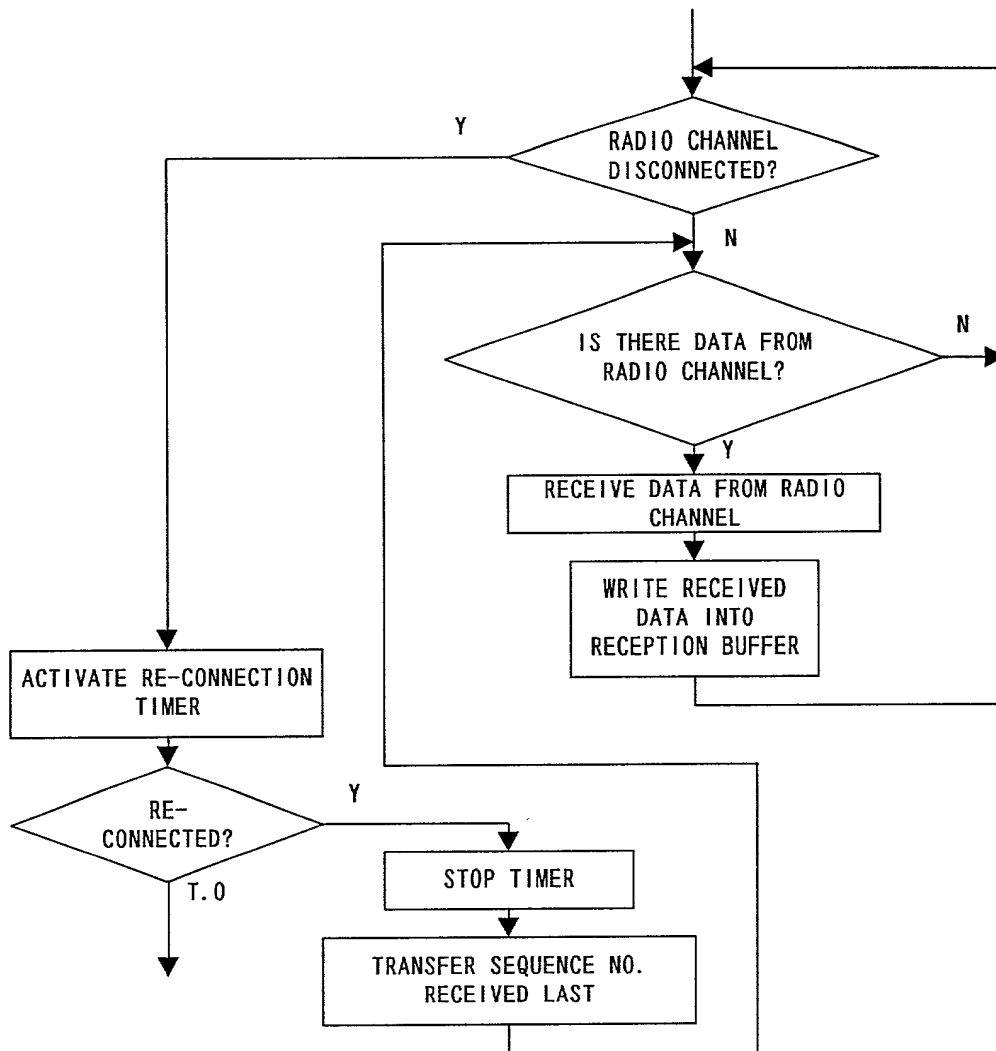 Y
RADIO CHANNEL
DISCONNECTED?
N
IS THERE DATA FROM
RADIO CHANNEL?
N
Y
RECEIVE DATA FROM RADIO
CHANNEL
WRITE RECEIVED
DATA INTO
RECEPTION BUFFER
ACTIVATE RE-CONNECTION
TIMER
RE-
CONNECTED?
Y
T.O
STOP TIMER
TRANSFER SEQUENCE NO.
RECEIVED LAST